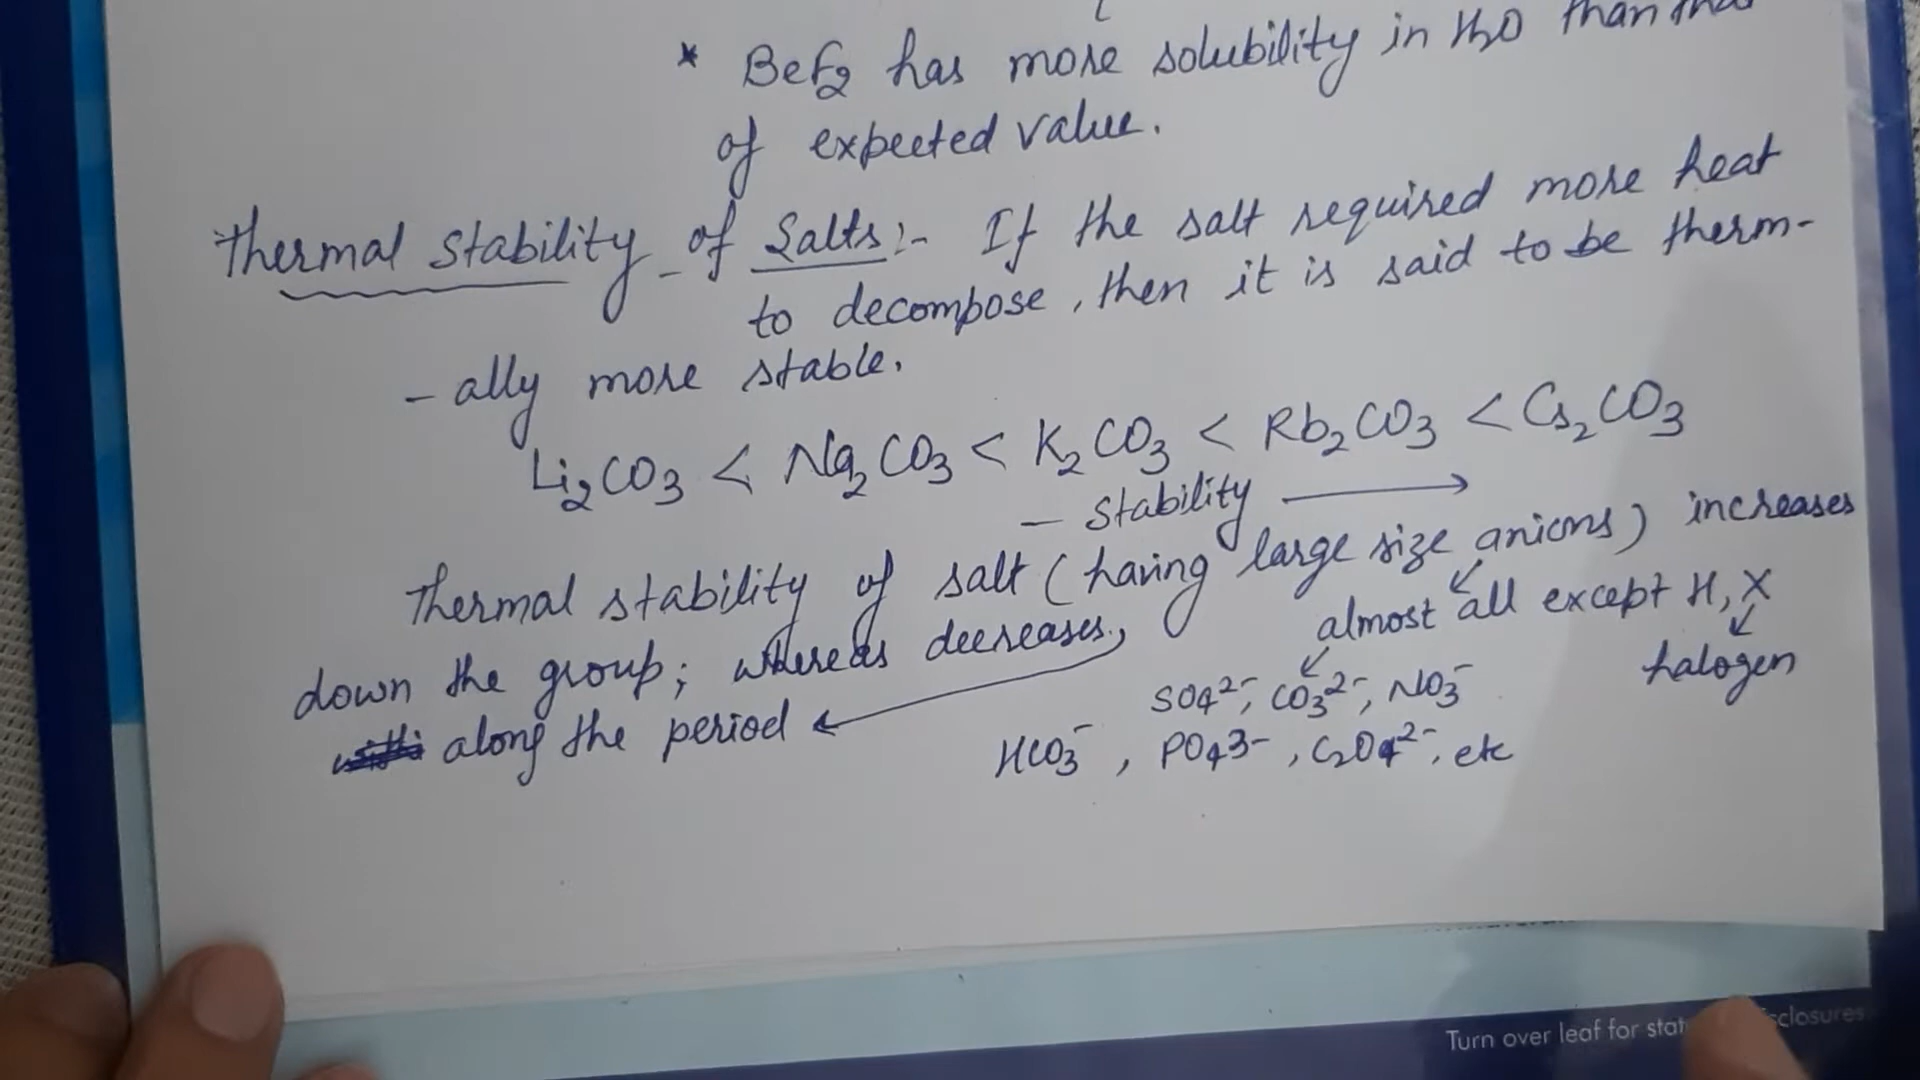 * BeF2 has more solubility in H2O than
of expected value.
Thermal stability of Salts:- If the salt required more heat
to decompose, then it is said to be therm-
-ally more stable.
Li2CO3 < Na2CO3 < K2CO3 < Rb2CO3 < Cs2CO3
- Stability →
Thermal stability of salt (having large size anions) increases
almost all except H, X
down the group; whereas decreases,
halogen
SO4 2-, CO3 2-, NO3 -
along the period
HCO3 -, PO4 3-, C2O4 2-, etc
Turn over leaf for